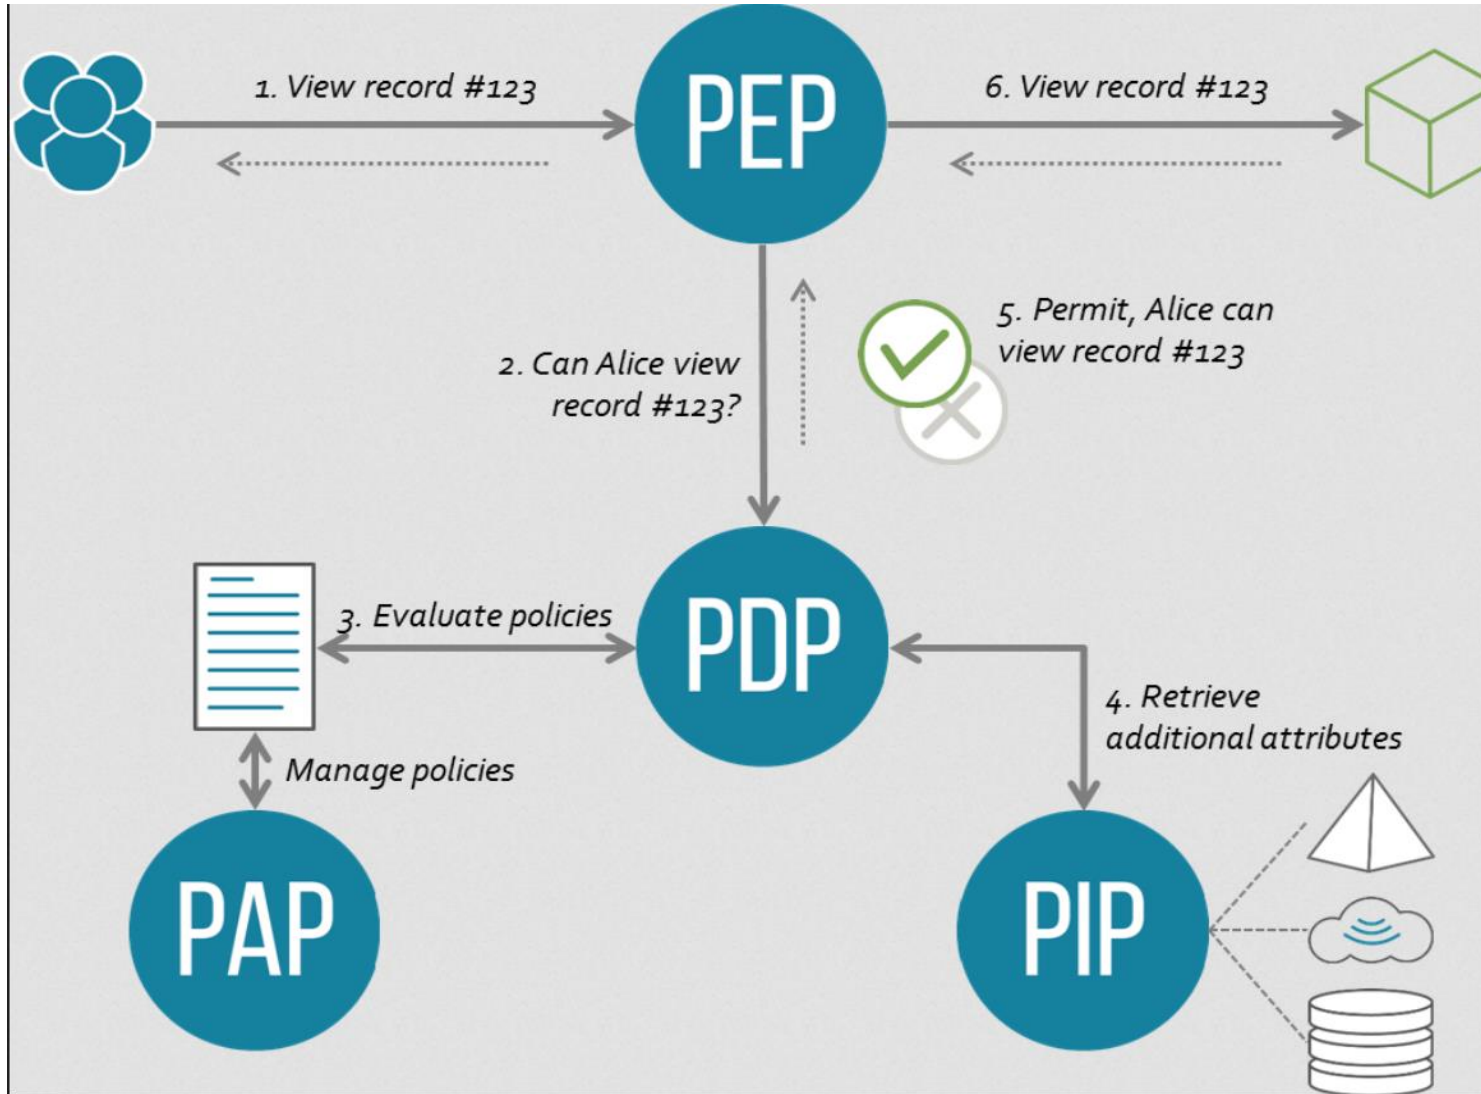 1. View record #123
PEP
6. View record #123
2. Can Alice view
record #123?
5. Permit, Alice can
view record #123
3. Evaluate policies
PDP
4. Retrieve
additional attributes
Manage policies
PAP
PIP